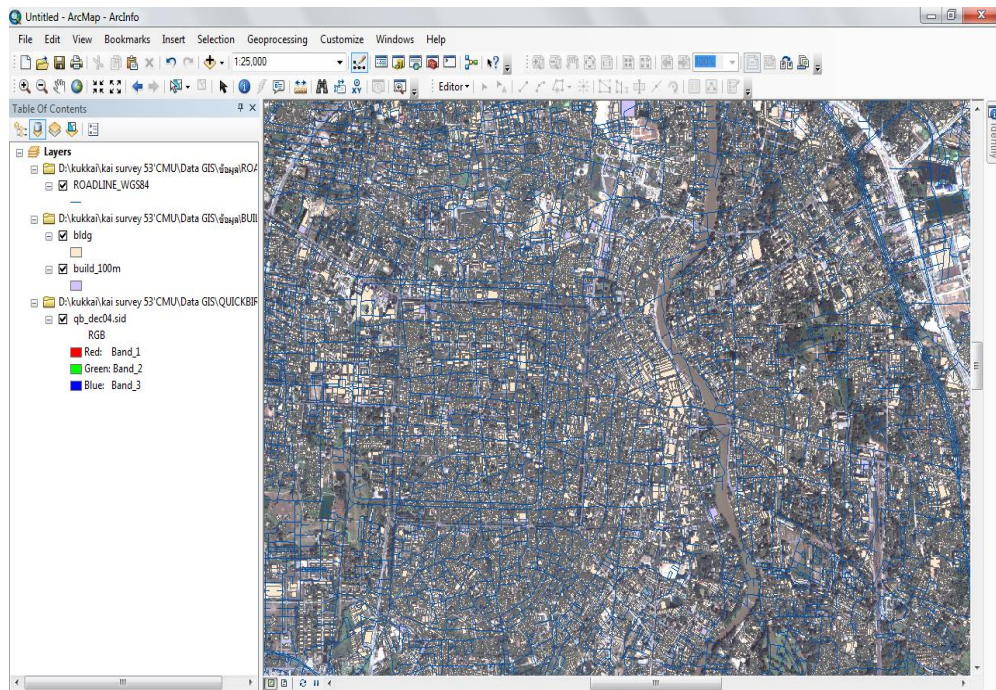 Untitled - ArcMap - ArcInfo
File Edit View Bookmarks Insert Selection Geoprocessing Customize Windows Help
1:25,000
100%
Editor
Table Of Contents
Layers
D:\kukkai\kai survey 53'CMU\Data GIS\ข้อมูล\ROA
ROADLINE_WGS84
D:\kukkai\kai survey 53'CMU\Data GIS\ข้อมูล\BUIL
bldg
build_100m
D:\kukkai\kai survey 53'CMU\Data GIS\QUICKBIF
qb_dec04.sid
RGB
Red: Band_1
Green: Band_2
Blue: Band_3
Identify